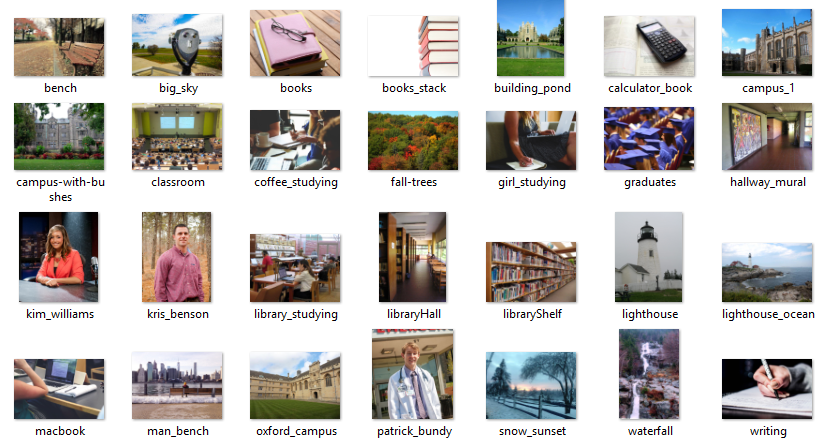 bench
big_sky
books
books_stack
building_pond
calculator_book
campus_1
campus-with-bu
shes
classroom
coffee_studying
fall-trees
girl_studying
graduates
hallway_mural
kim_williams
kris_benson
library_studying
libraryHall
libraryShelf
lighthouse
lighthouse_ocean
macbook
man_bench
oxford_campus
patrick_bundy
snow_sunset
waterfall
writing